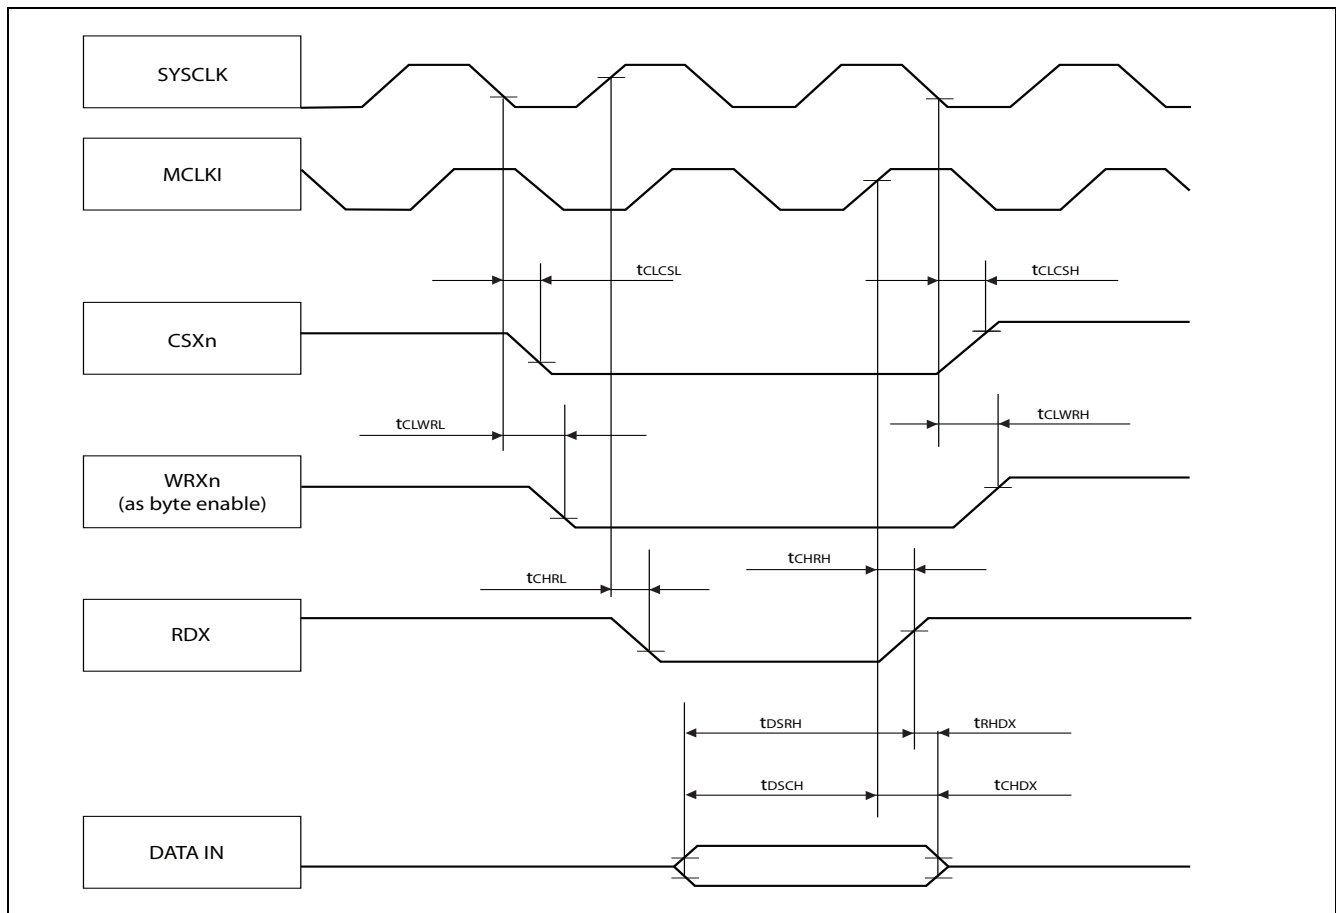 SYSCLK
MCLKI
tCLCSL
tCLCSH
CSXn
tCLWRL
tCLWRH
WRXn
(as byte enable)
tCHRL
tCHRH
RDX
tDSRH
tRHDX
tDSCH
tCHDX
DATA IN